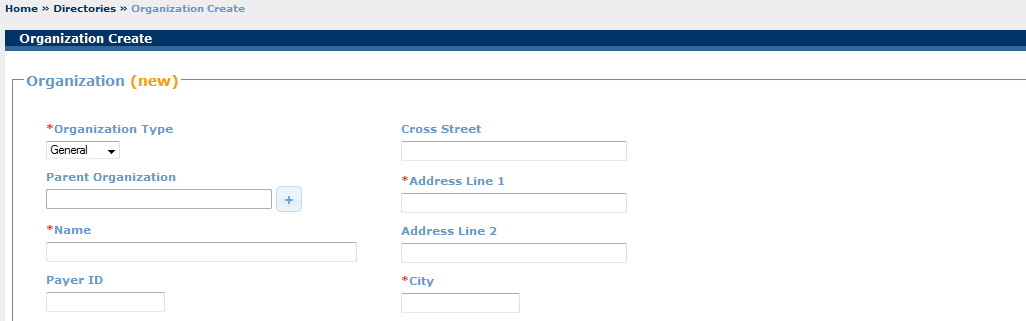 Home » Directories » Organization Create
Organization Create
Organization (new)
*Organization Type
General
Parent Organization
+
*Name
Payer ID
Cross Street
*Address Line 1
Address Line 2
*City